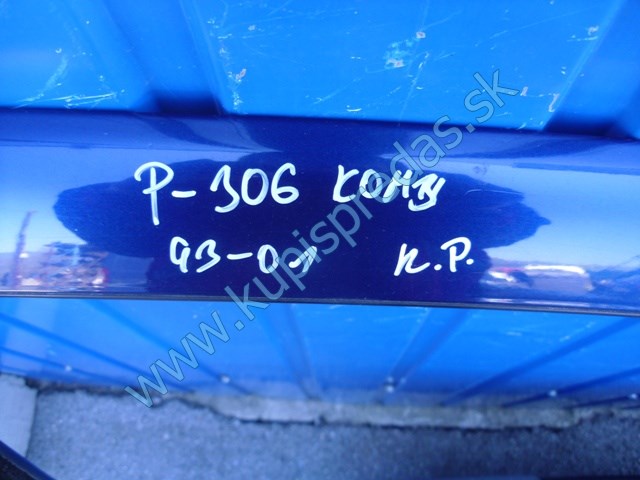 P-306 KOMBI
93-01
K.P.
www.kupispredas.sk